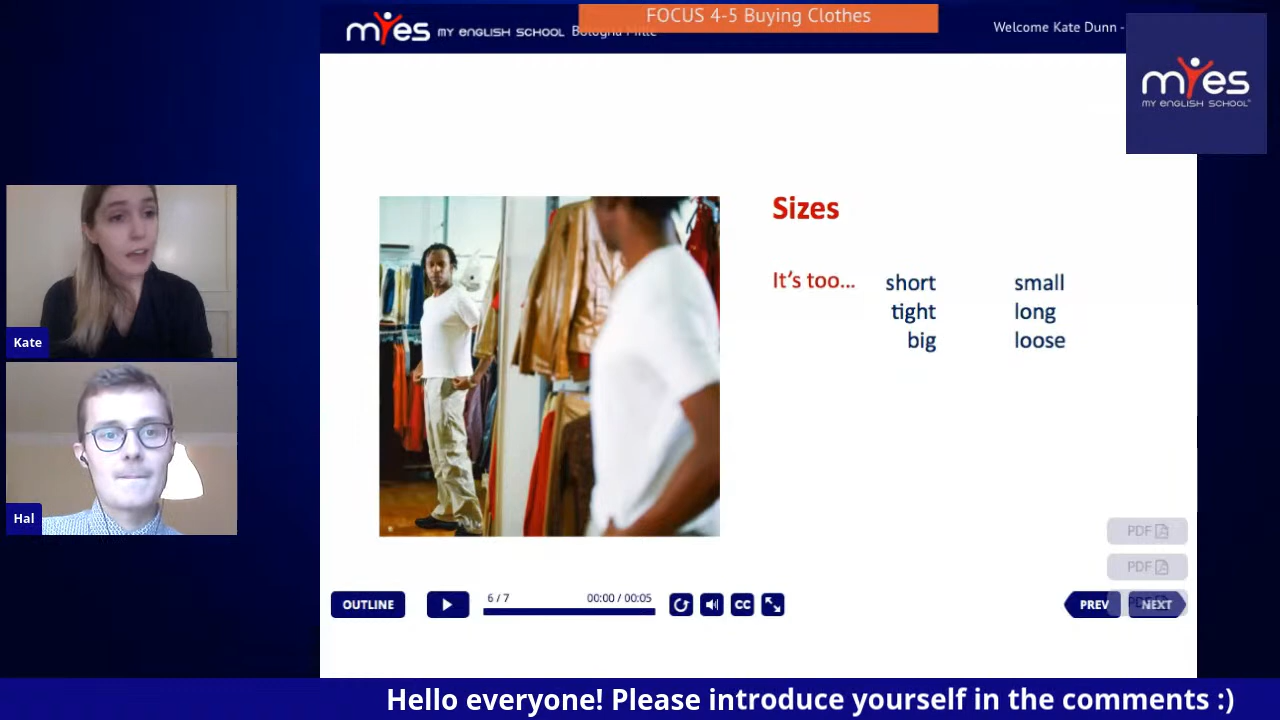 FOCUS 4-5 Buying Clothes
myes MY ENGLISH SCHOOL
Welcome Kate Dunn -
myes
MY ENGLISH SCHOOL
Sizes
It's too... short small
tight long
big loose
Kate
Hal
PDF
PDF
OUTLINE
6 / 7
00:00 / 00:05
CC
PREV
NEXT
Hello everyone! Please introduce yourself in the comments :)